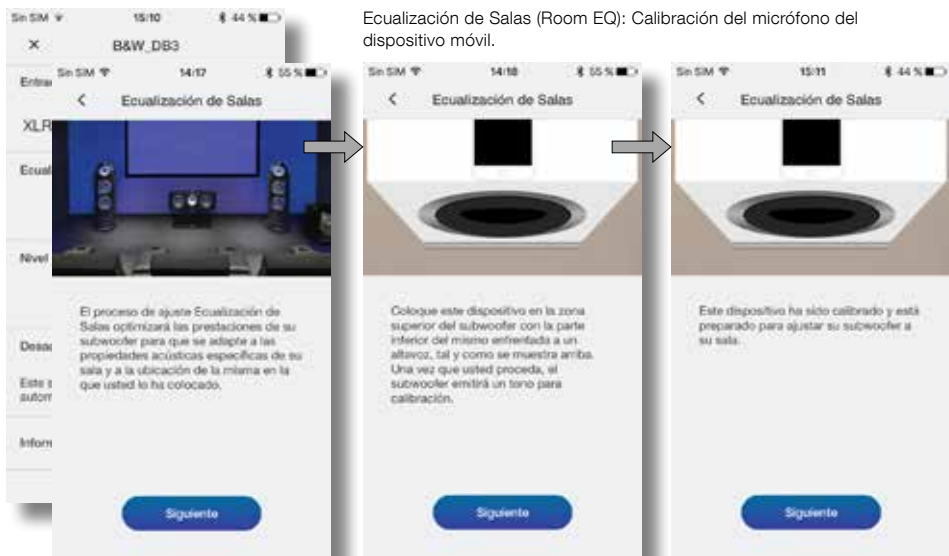 Ecualización de Salas (Room EQ): Calibración del micrófono del
dispositivo móvil.
Sin SIM 15:10 44 %
× B&W_DB3
XLR
Nivel
Sin SIM 14:17 55 %
Ecualización de Salas
El proceso de ajuste Ecualización de
Salas optimizará las prestaciones de su
subwoofer para que se adapte a las
propiedades acústicas específicas de su
sala y a la ubicación de la misma en la
que usted lo ha colocado.
Siguiente
Sin SIM 14:18 55 %
Ecualización de Salas
Coloque este dispositivo en la zona
superior del subwoofer con la parte
inferior del mismo enfrentada a un
altavoz, tal y como se muestra arriba.
Una vez que usted proceda, el
subwoofer emitirá un tono para
calibración.
Siguiente
Sin SIM 15:11 44 %
Ecualización de Salas
Este dispositivo ha sido calibrado y está
preparado para ajustar su subwoofer a
su sala.
Siguiente